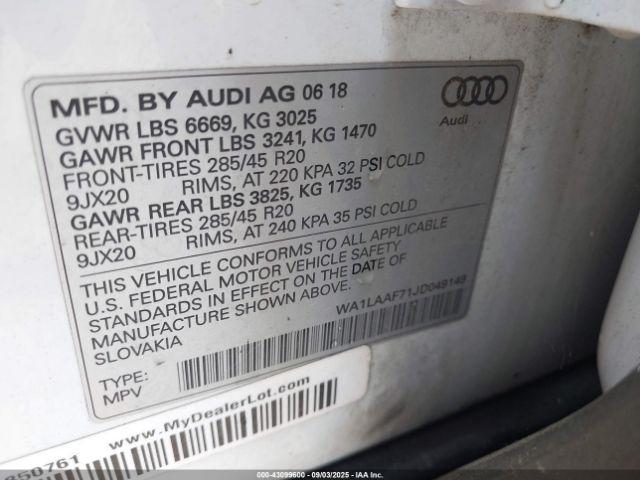 MFD. BY AUDI AG 06 18
Audi
GVWR LBS 6669, KG 3025
GAWR FRONT LBS 3241, KG 1470
FRONT-TIRES 285/45 R20
9JX20 RIMS, AT 220 KPA 32 PSI COLD
GAWR REAR LBS 3825, KG 1735
REAR-TIRES 285/45 R20
9JX20 RIMS, AT 240 KPA 35 PSI COLD
THIS VEHICLE CONFORMS TO ALL APPLICABLE
U.S. FEDERAL MOTOR VEHICLE SAFETY
STANDARDS IN EFFECT ON THE DATE OF
MANUFACTURE SHOWN ABOVE.
SLOVAKIA
WA1LAAF71JD049149
TYPE:
MPV
www.MyDealerLot.com
850761
000-43099600 - 09/03/2025 - IAA Inc.